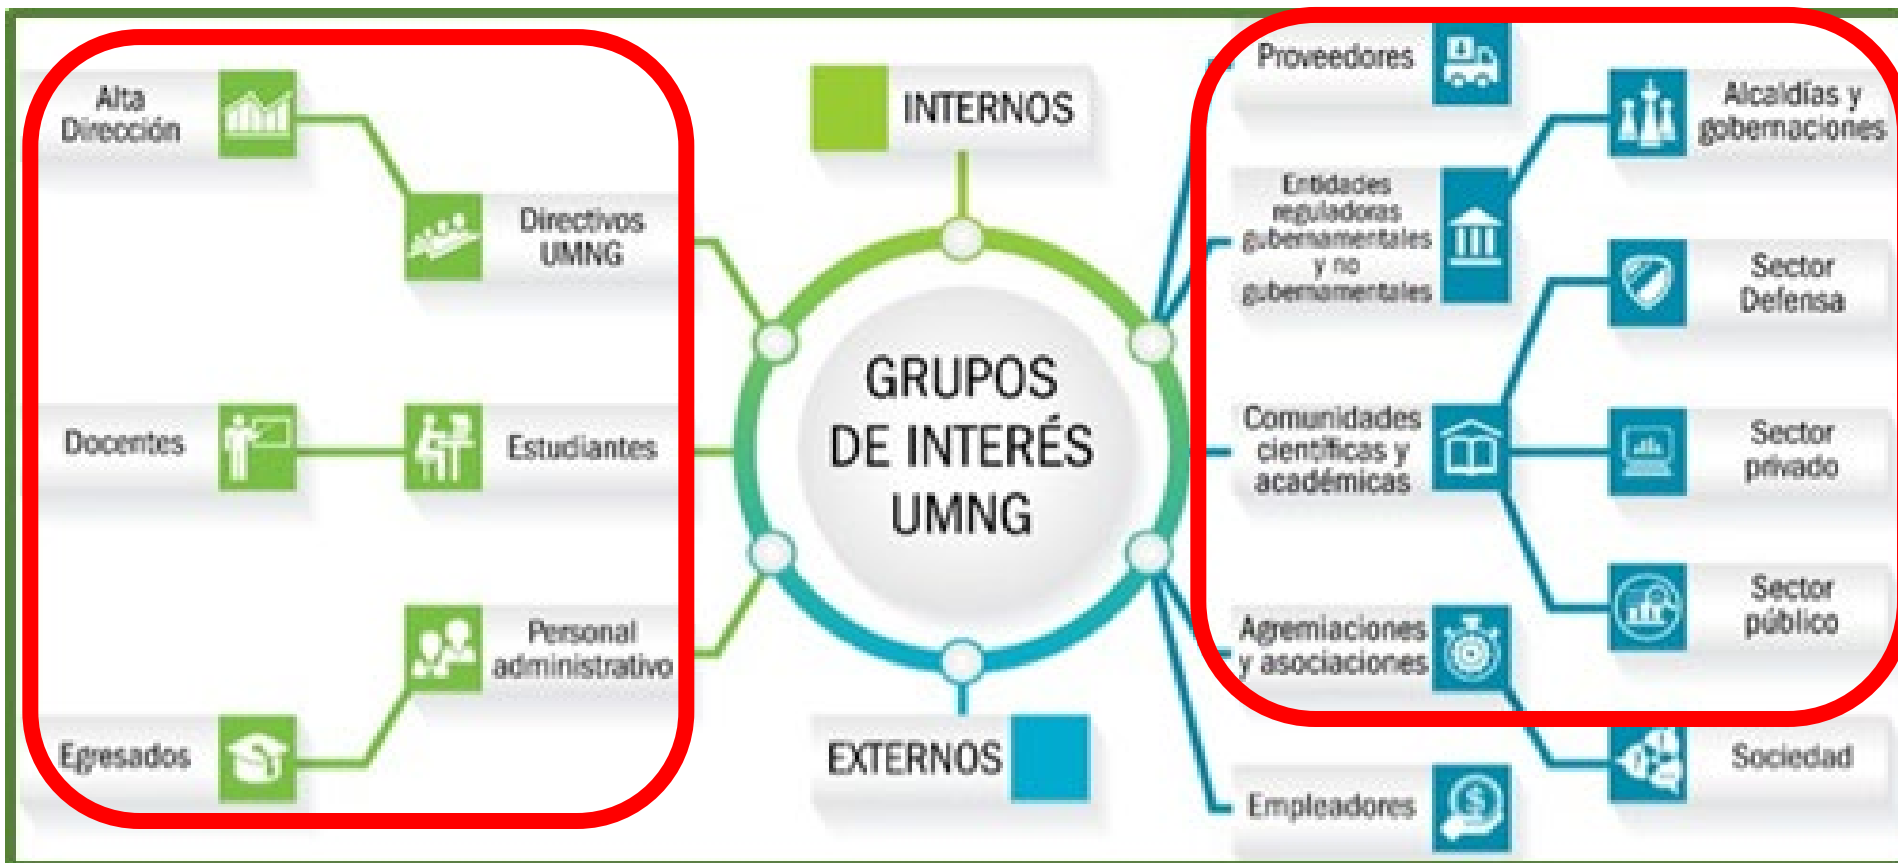 Alta
Dirección
Directivos
UMNG
Docentes
Estudiantes
Personal
administrativo
Egresados
INTERNOS
GRUPOS
DE INTERÉS
UMNG
EXTERNOS
Proveedores
Entidades
reguladoras
gubernamentales
y no
gubernamentales
Comunidades
científicas y
académicas
Agremiaciones
y asociaciones
Empleadores
Alcaldías y
gobernaciones
Sector
Defensa
Sector
privado
Sector
público
Sociedad